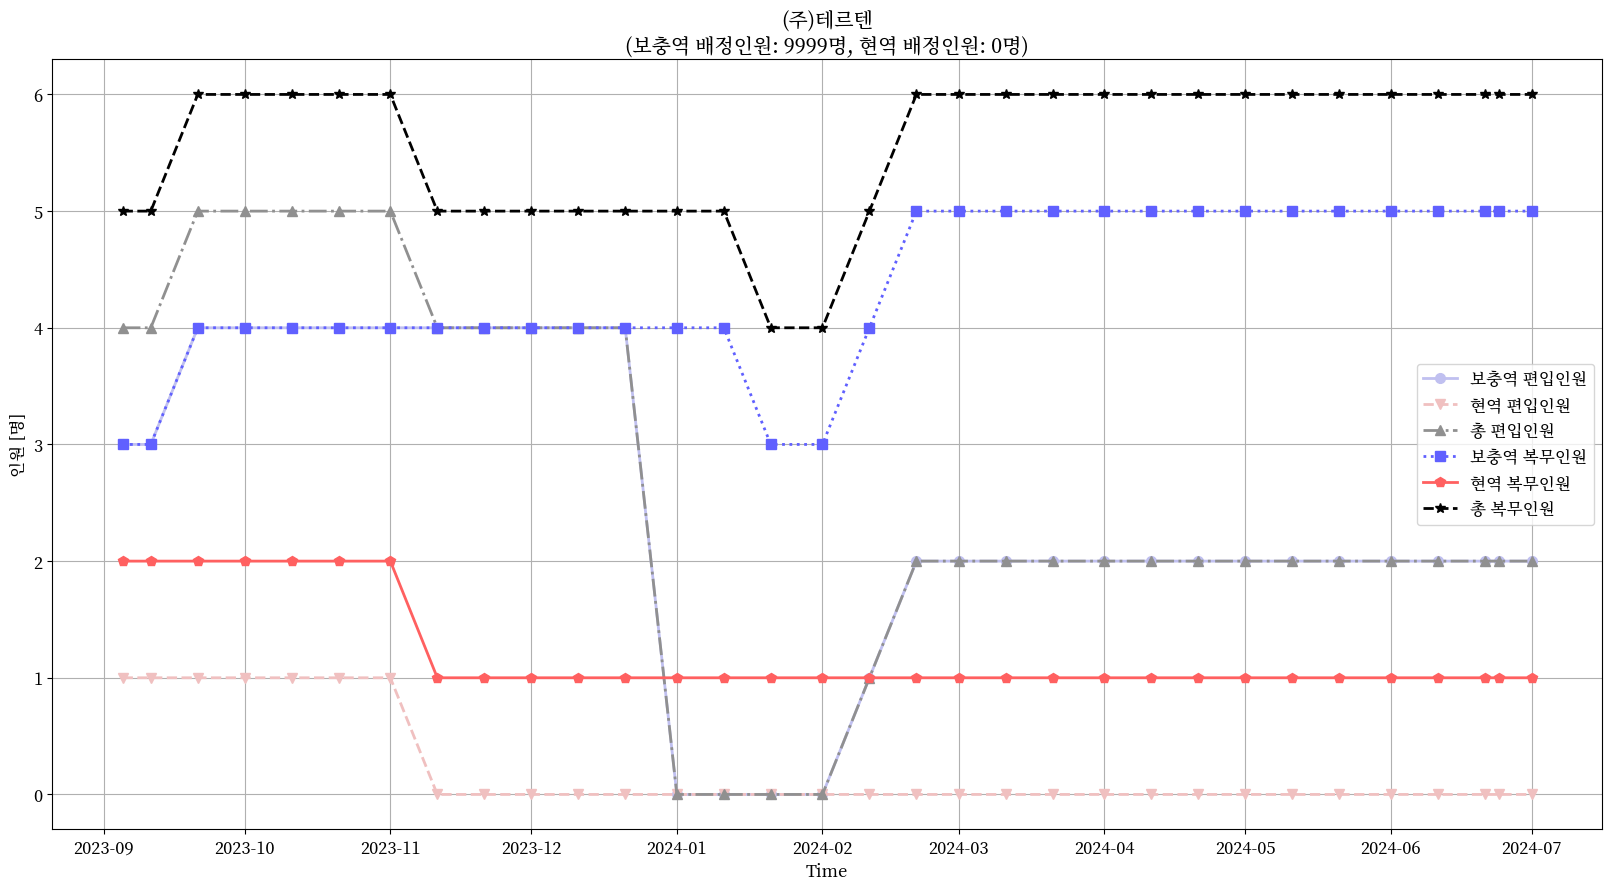 (주)테르텐
(보충역 배정인원: 9999명, 현역 배정인원: 0명)
6
5
4
3
2
1
0
인원 [명]
보충역 편입인원
현역 편입인원
총 편입인원
보충역 복무인원
현역 복무인원
총 복무인원
2023-09 2023-10 2023-11 2023-12 2024-01 2024-02 2024-03 2024-04 2024-05 2024-06 2024-07
Time